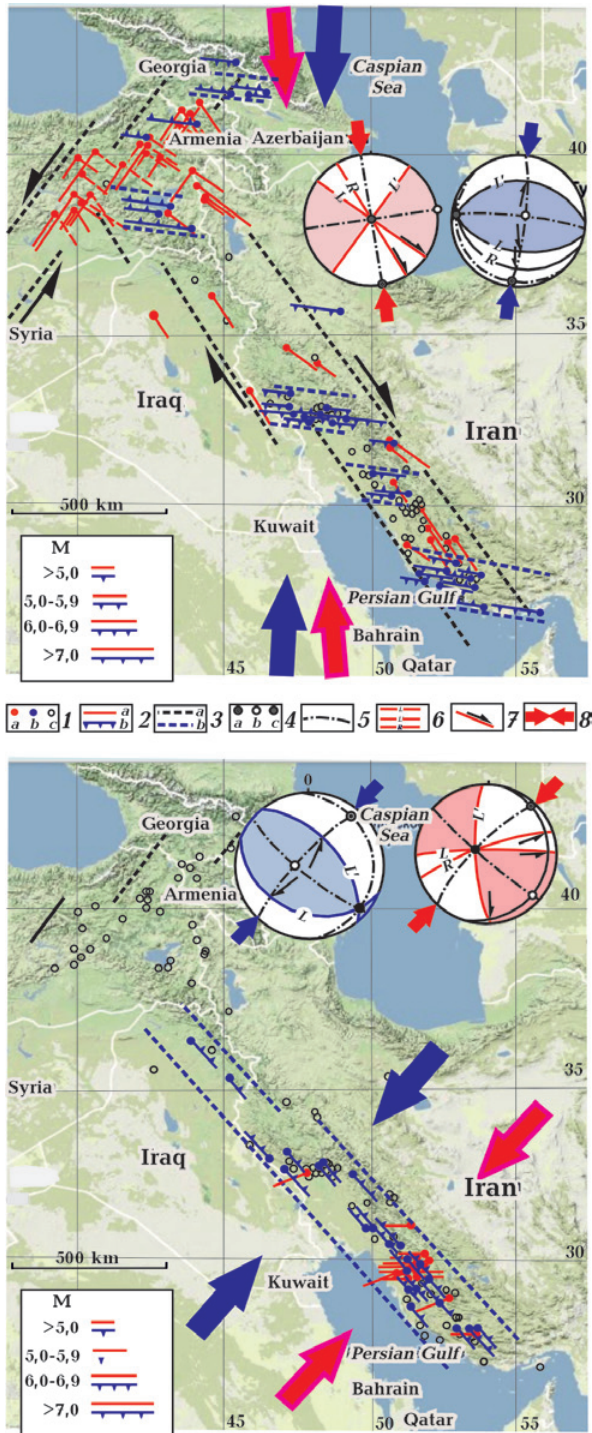 Georgia
Caspian
Sea
Armenia Azerbaijan
40
L R L'
L' L R
35
Syria
Iraq
Iran
30
500 km
Kuwait
M
>5,0
5,0-5,9
6,0-6,9
>7,0
Persian Gulf
Bahrain
Qatar
45
50
55
a b c 1 a b 2 a b 3 a b c 4 5 L L R 6 7 8
0
Georgia
Caspian
Sea
Armenia
L' L
L' L R
40
35
Syria
Iraq
Iran
30
500 km
Kuwait
M
>5,0
5,0-5,9
6,0-6,9
>7,0
Persian Gulf
Bahrain
Qatar
45
50
55